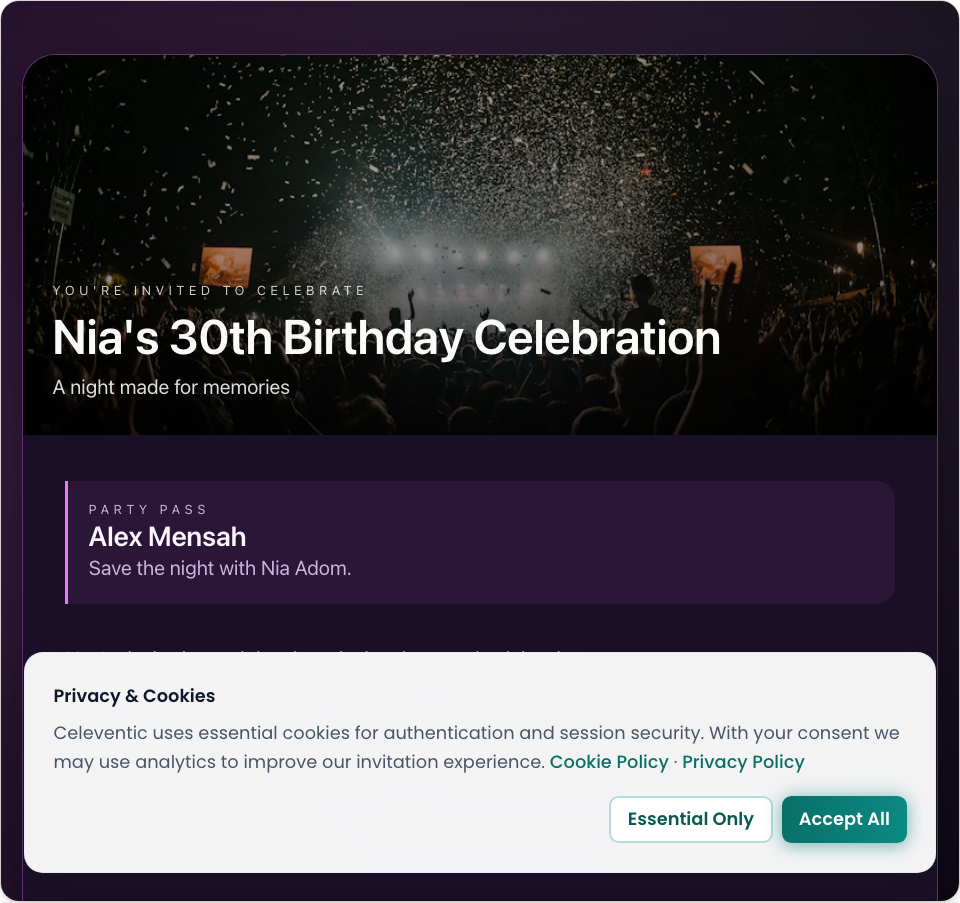 YOU'RE INVITED TO CELEBRATE
Nia's 30th Birthday Celebration
A night made for memories
PARTY PASS
Alex Mensah
Save the night with Nia Adom.
Privacy & Cookies
Celeventic uses essential cookies for authentication and session security. With your consent we
may use analytics to improve our invitation experience. Cookie Policy · Privacy Policy
Essential Only
Accept All